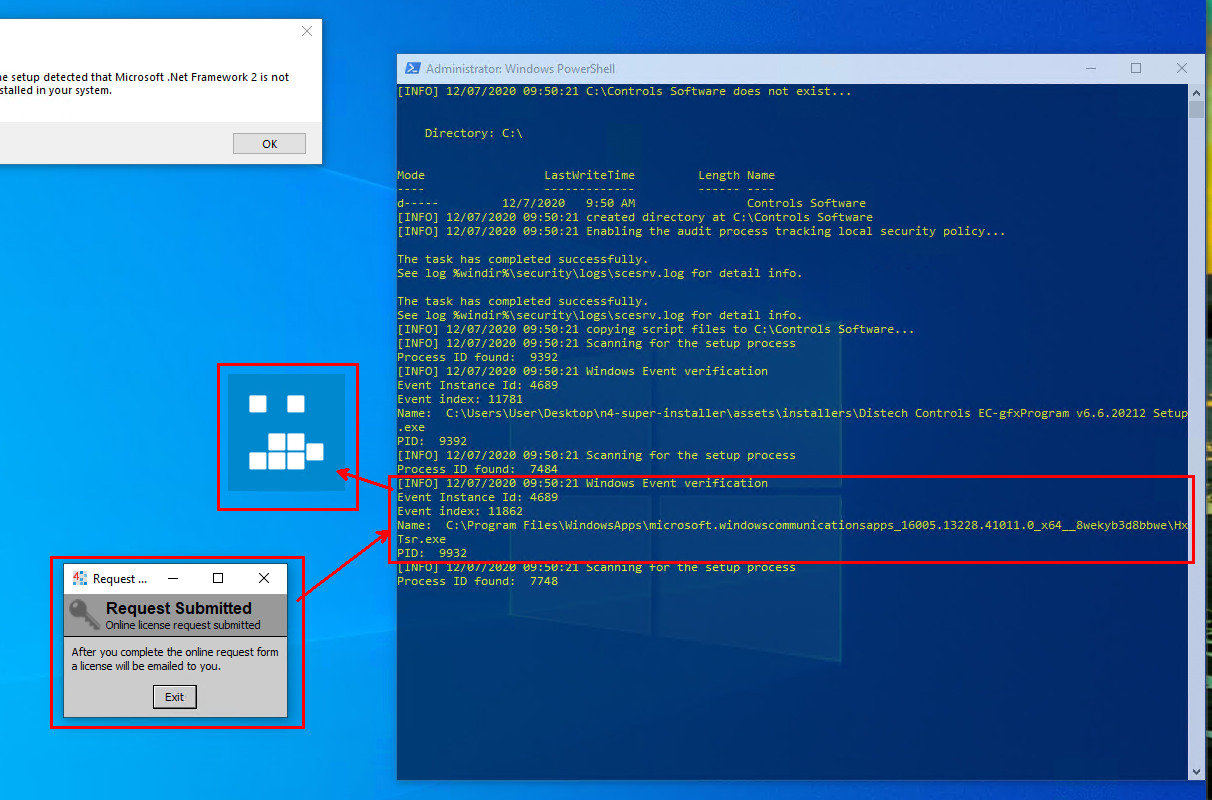 e setup detected that Microsoft .Net Framework 2 is not
stalled in your system.
OK
Administrator: Windows PowerShell
[INFO] 12/07/2020 09:50:21 C:\Controls Software does not exist...
Directory: C:\
Mode LastWriteTime Length Name
---- ------------- ------ ----
d----- 12/7/2020 9:50 AM Controls Software
[INFO] 12/07/2020 09:50:21 created directory at C:\Controls Software
[INFO] 12/07/2020 09:50:21 Enabling the audit process tracking local security policy...
The task has completed successfully.
See log %windir%\security\logs\scesrv.log for detail info.
The task has completed successfully.
See log %windir%\security\logs\scesrv.log for detail info.
[INFO] 12/07/2020 09:50:21 copying script files to C:\Controls Software...
[INFO] 12/07/2020 09:50:21 Scanning for the setup process
Process ID found: 9392
[INFO] 12/07/2020 09:50:21 Windows Event verification
Event Instance Id: 4689
Event index: 11781
Name: C:\Users\User\Desktop\n4-super-installer\assets\installers\Distech Controls EC-gfxProgram v6.6.20212 Setup
.exe
PID: 9392
[INFO] 12/07/2020 09:50:21 Scanning for the setup process
Process ID found: 7484
[INFO] 12/07/2020 09:50:21 Windows Event verification
Event Instance Id: 4689
Event index: 11862
Name: C:\Program Files\WindowsApps\microsoft.windowscommunicationsapps_16005.13228.41011.0_x64__8wekyb3d8bbwe\Hx
Tsr.exe
PID: 9932
[INFO] 12/07/2020 09:50:21 Scanning for the setup process
Process ID found: 7748
Request ...
Request Submitted
Online license request submitted
After you complete the online request form
a license will be emailed to you.
Exit